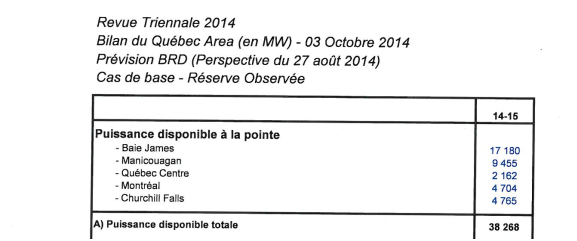 Revue Triennale 2014
Bilan du Québec Area (en MW) - 03 Octobre 2014
Prévision BRD (Perspective du 27 août 2014)
Cas de base - Réserve Observée
14-15
Puissance disponible à la pointe
- Baie James 17 180
- Manicouagan 9 455
- Québec Centre 2 162
- Montréal 4 704
- Churchill Falls 4 765
A) Puissance disponible totale 38 268